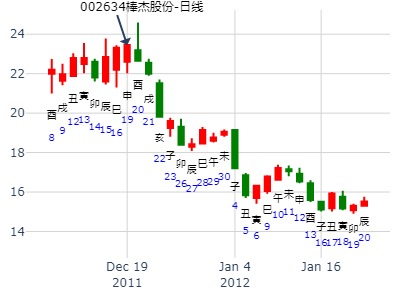 002634棒杰股份-日线
24
22
20
18
16
14
酉 戌 丑 寅 卯 辰 巳 申 酉 戌 亥 子 卯 辰 巳 午 未 子 丑 寅 巳 午 未 申 酉 子 丑 寅 卯 辰
8 9 12 13 14 15 16 19 20 21 22 23 26 27 28 29 30 4 5 6 9 10 11 12 13 16 17 18 19 20
Dec 19 Jan 4 Jan 16
2011 2012